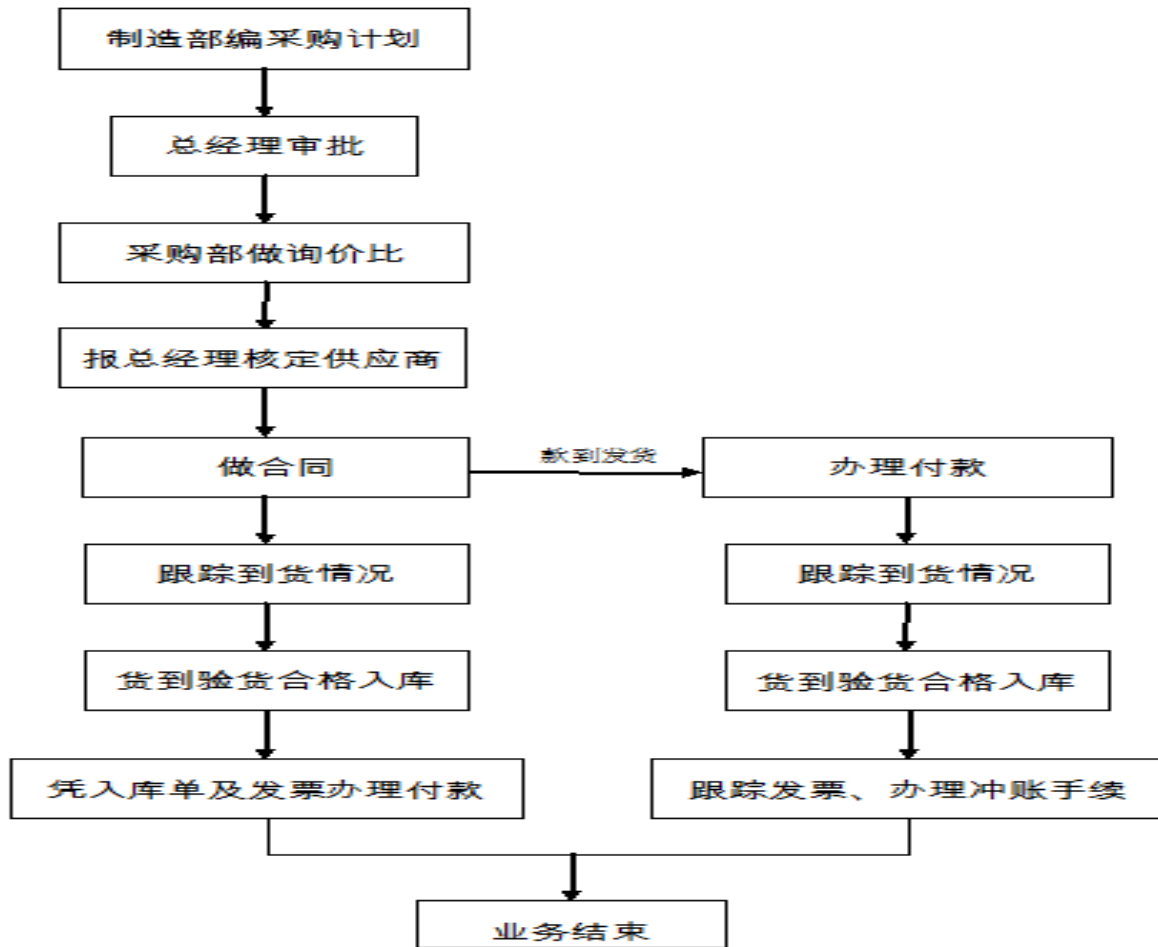 制造部编采购计划
总经理审批
采购部做询价比
报总经理核定供应商
做合同
款到发货
办理付款
跟踪到货情况
跟踪到货情况
货到验货合格入库
货到验货合格入库
凭入库单及发票办理付款
跟踪发票、办理冲账手续
业务结束